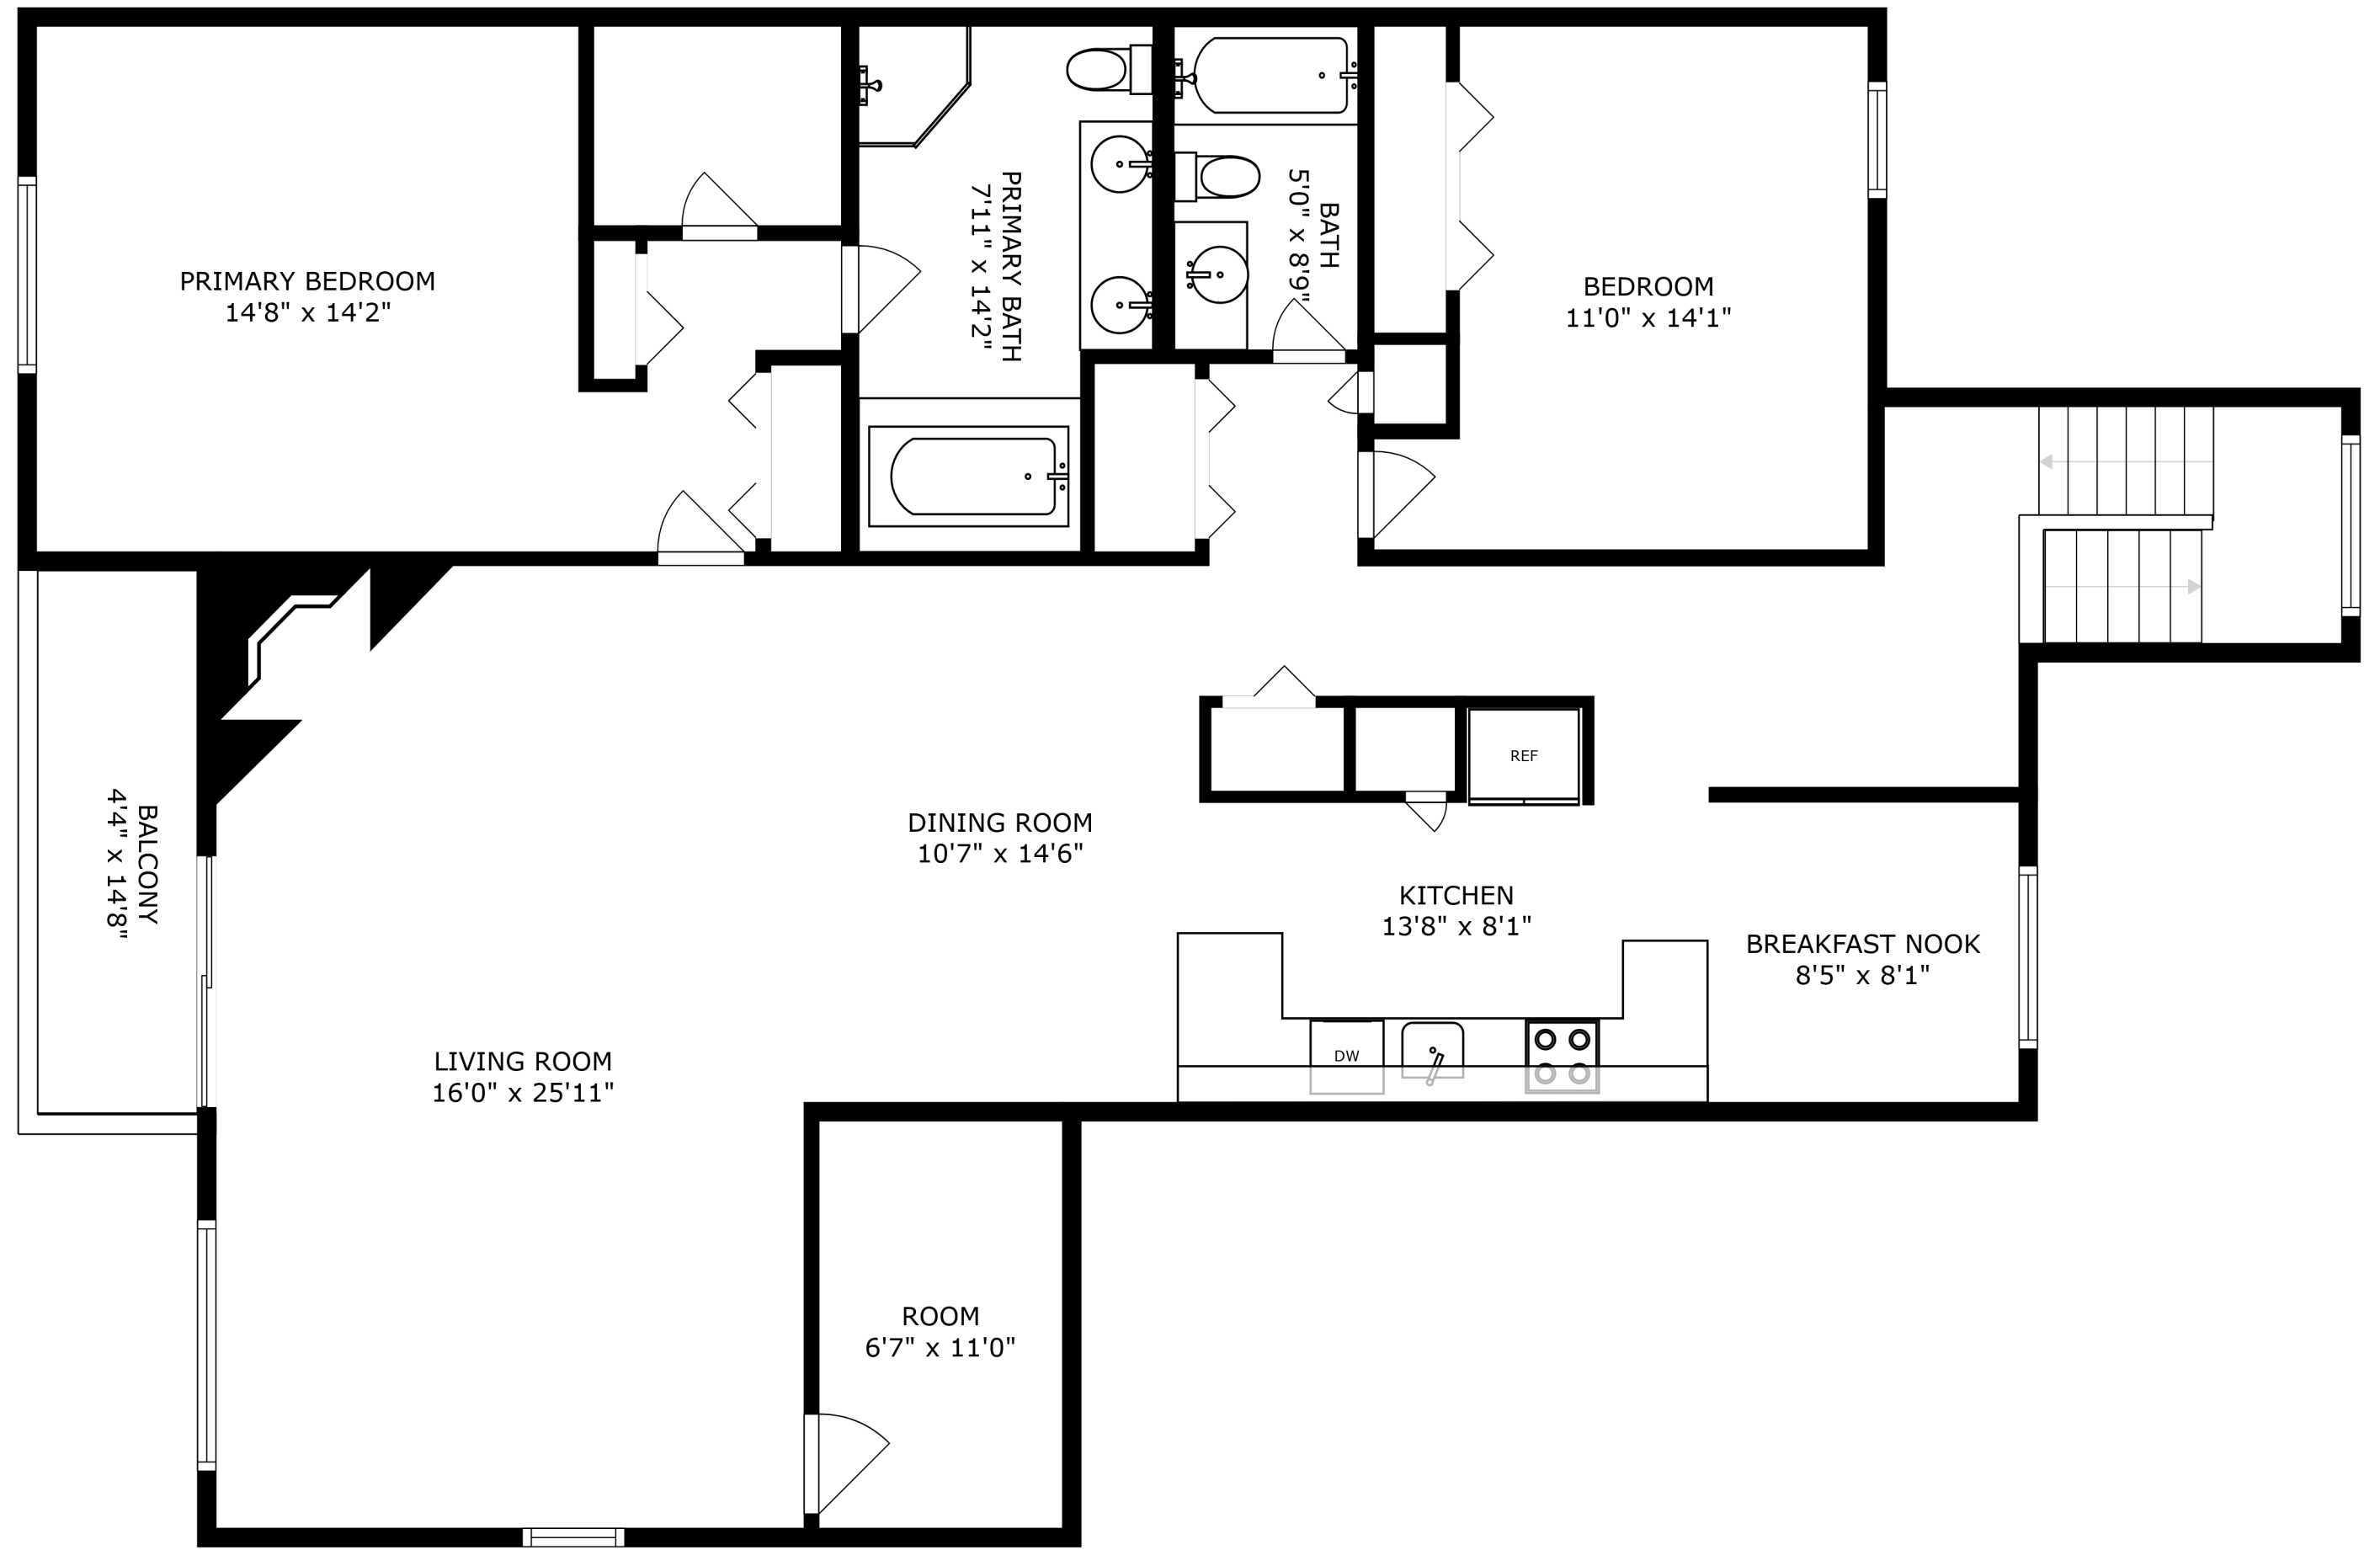 PRIMARY BEDROOM
14'8" x 14'2"
PRIMARY BATH
7'11" x 14'2"
BATH
5'0" x 8'9"
BEDROOM
11'0" x 14'1"
REF
DINING ROOM
10'7" x 14'6"
BALCONY
4'4" x 14'8"
KITCHEN
13'8" x 8'1"
BREAKFAST NOOK
8'5" x 8'1"
DW
LIVING ROOM
16'0" x 25'11"
ROOM
6'7" x 11'0"